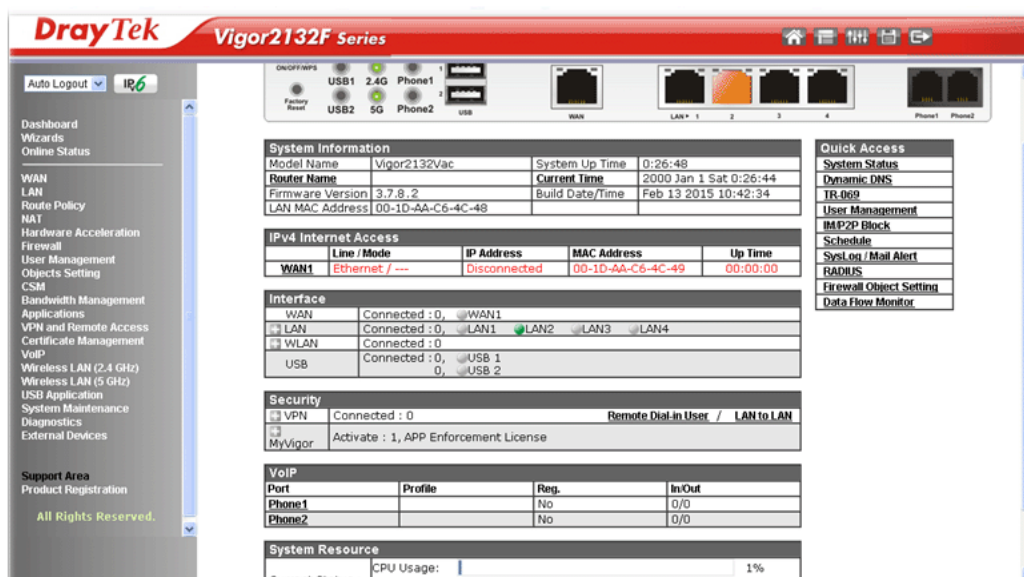 DrayTek Vigor2132F Series
Auto Logout IPv6
Dashboard
Wizards
Online Status
WAN
LAN
Route Policy
NAT
Hardware Acceleration
Firewall
User Management
Objects Setting
CSM
Bandwidth Management
Applications
VPN and Remote Access
Certificate Management
VoIP
Wireless LAN (2.4 GHz)
Wireless LAN (5 GHz)
USB Application
System Maintenance
Diagnostics
External Devices
Support Area
Product Registration
All Rights Reserved.
ON/OFF/WPS
Factory
Reset
USB1 2.4G Phone1 1
USB2 5G Phone2 2
USB WAN LAN 1 2 3 4 Phone1 Phone2
System Information
Model Name Vigor2132Vac System Up Time 0:26:48
Router Name Current Time 2000 Jan 1 Sat 0:26:44
Firmware Version 3.7.8.2 Build Date/Time Feb 13 2015 10:42:34
LAN MAC Address 00-1D-AA-C6-4C-48
IPv4 Internet Access
Line / Mode IP Address MAC Address Up Time
WAN1 Ethernet / --- Disconnected 00-1D-AA-C6-4C-49 00:00:00
Interface
WAN Connected : 0, WAN1
LAN Connected : 0, LAN1 LAN2 LAN3 LAN4
WLAN Connected : 0
USB Connected : 0, USB 1
0, USB 2
Security
VPN Connected : 0 Remote Dial-in User / LAN to LAN
MyVigor Activate : 1, APP Enforcement License
VoIP
Port Profile Reg. In/Out
Phone1 No 0/0
Phone2 No 0/0
System Resource
CPU Usage: 1%
Quick Access
System Status
Dynamic DNS
TR-069
User Management
IM/P2P Block
Schedule
SysLog / Mail Alert
RADIUS
Firewall Object Setting
Data Flow Monitor